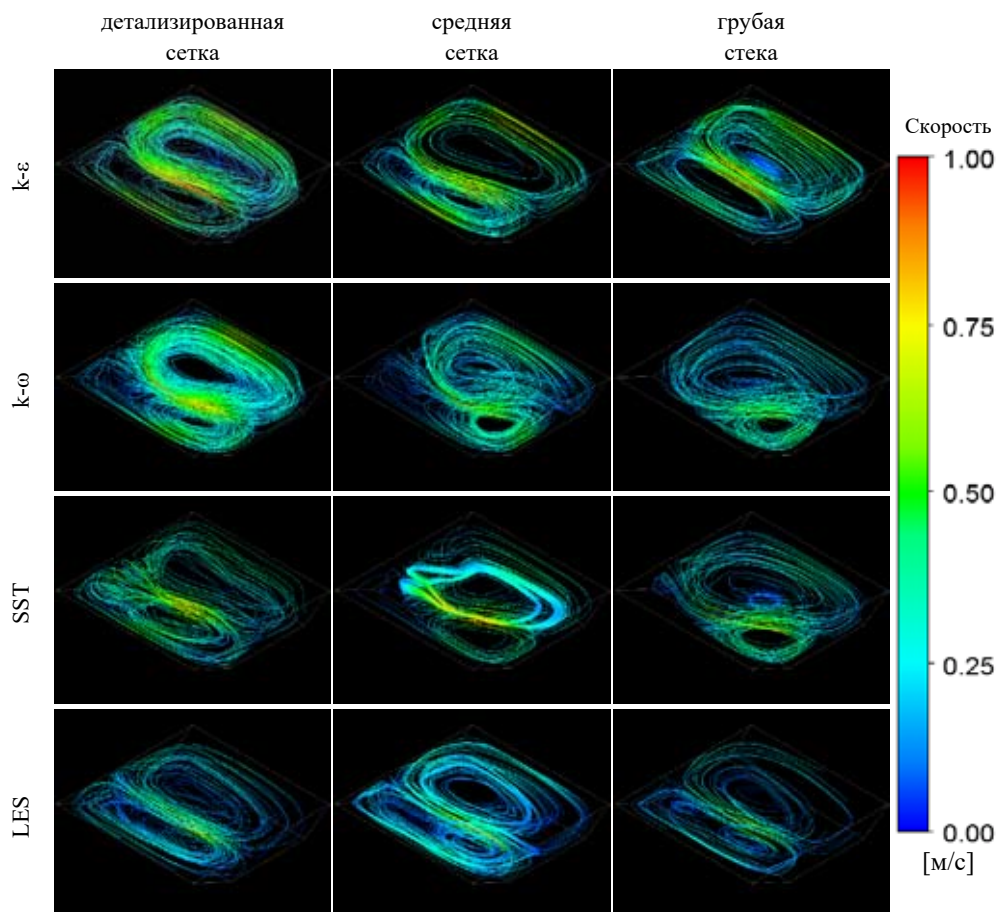 детализированная
сетка
средняя
сетка
грубая
стека
k-ε
k-ω
SST
LES
Скорость
1.00
0.75
0.50
0.25
0.00
[м/с]